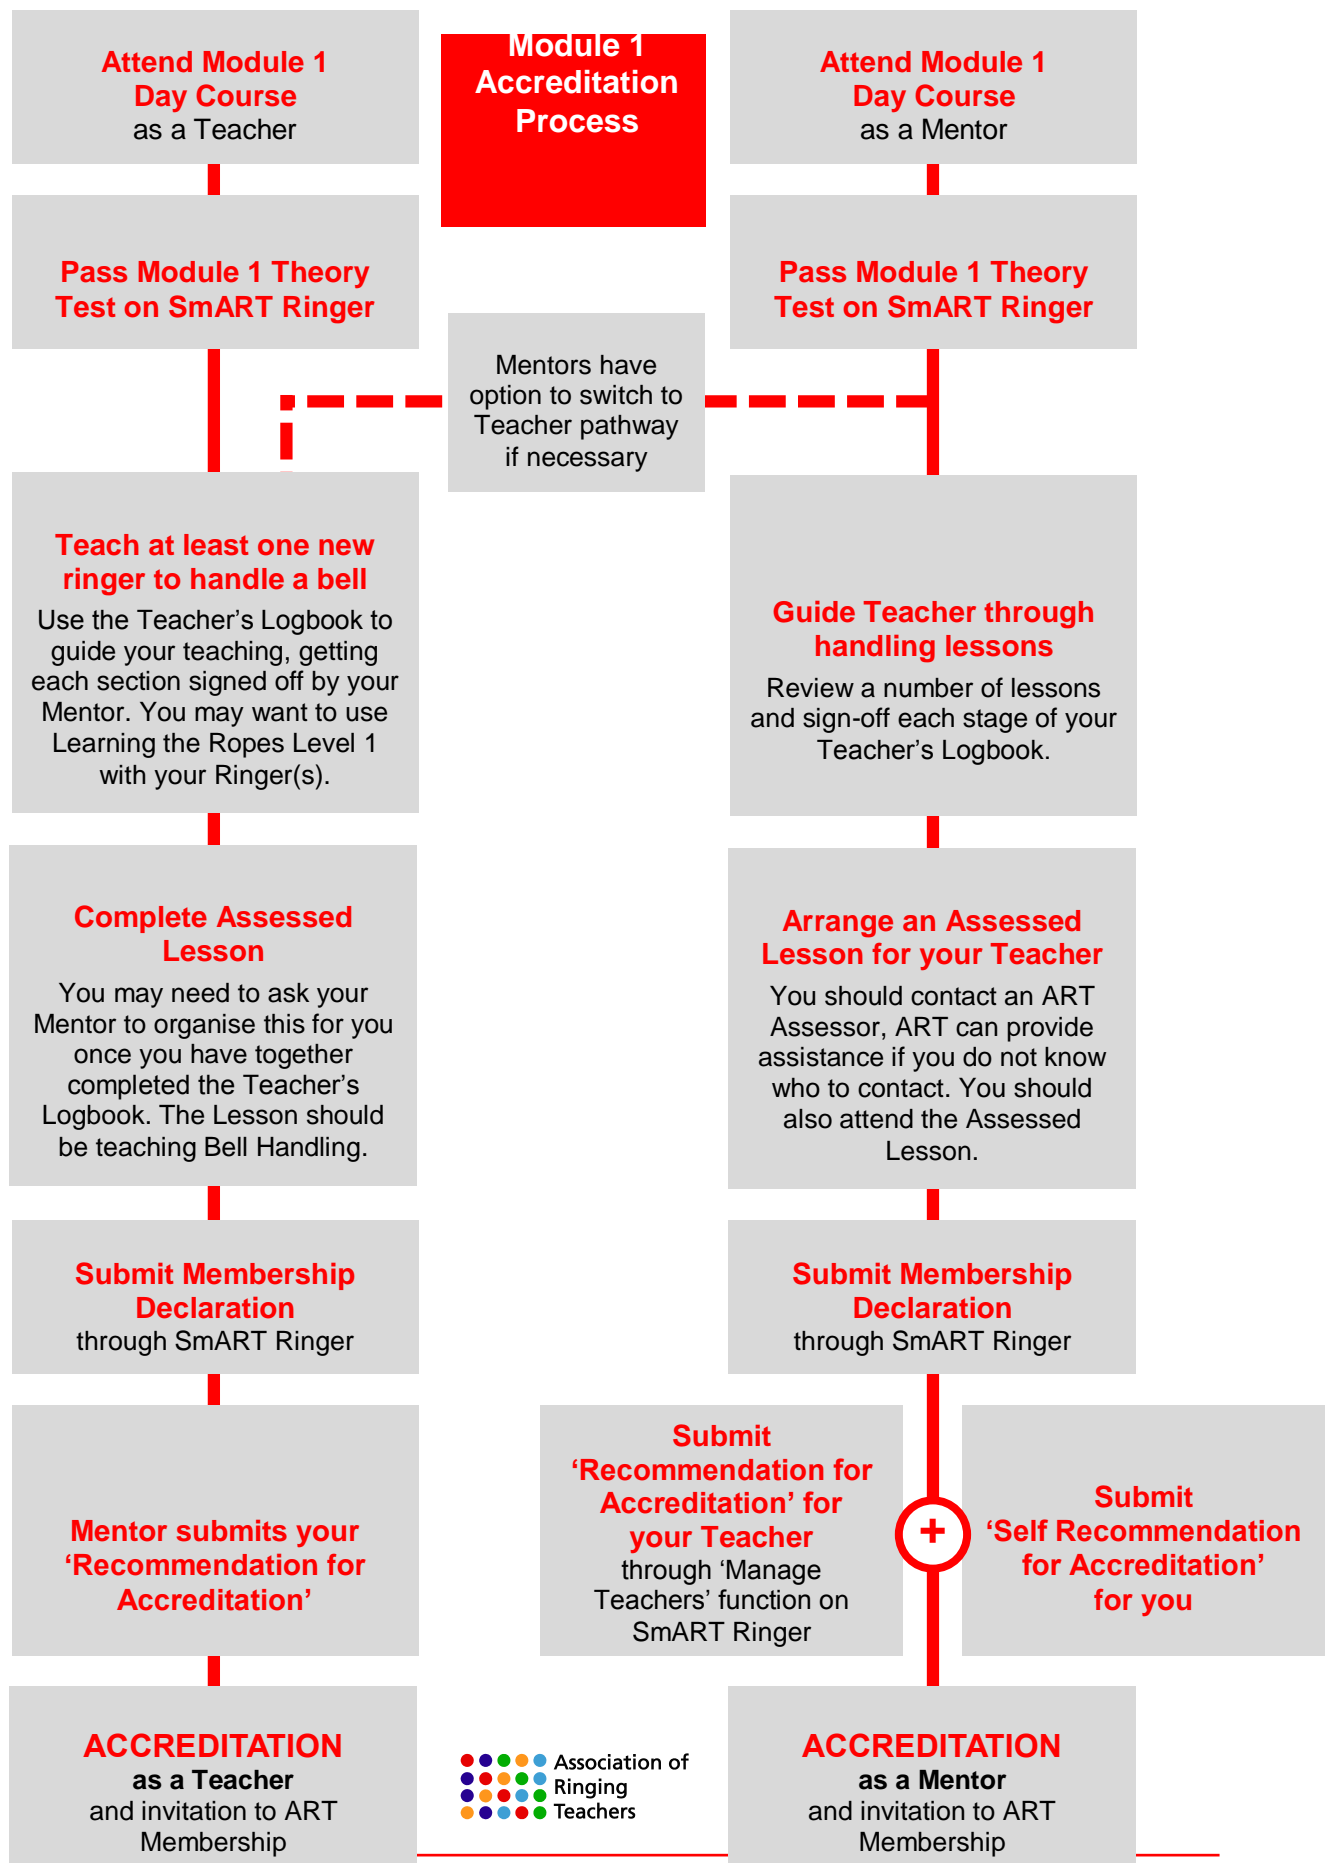 Attend Module 1
Day Course
as a Teacher
Module 1
Accreditation
Process
Attend Module 1
Day Course
as a Mentor
Pass Module 1 Theory
Test on SmART Ringer
Pass Module 1 Theory
Test on SmART Ringer
Mentors have
option to switch to
Teacher pathway
if necessary
Teach at least one new
ringer to handle a bell
Use the Teacher’s Logbook to
guide your teaching, getting
each section signed off by your
Mentor. You may want to use
Learning the Ropes Level 1
with your Ringer(s).
Guide Teacher through
handling lessons
Review a number of lessons
and sign-off each stage of your
Teacher’s Logbook.
Complete Assessed
Lesson
You may need to ask your
Mentor to organise this for you
once you have together
completed the Teacher’s
Logbook. The Lesson should
be teaching Bell Handling.
Arrange an Assessed
Lesson for your Teacher
You should contact an ART
Assessor, ART can provide
assistance if you do not know
who to contact. You should
also attend the Assessed
Lesson.
Submit Membership
Declaration
through SmART Ringer
Submit Membership
Declaration
through SmART Ringer
Mentor submits your
‘Recommendation for
Accreditation’
Submit
‘Recommendation for
Accreditation’ for
your Teacher
through ‘Manage
Teachers’ function on
SmART Ringer
+
Submit
‘Self Recommendation
for Accreditation’
for you
ACCREDITATION
as a Teacher
and invitation to ART
Membership
Association of
Ringing
Teachers
ACCREDITATION
as a Mentor
and invitation to ART
Membership